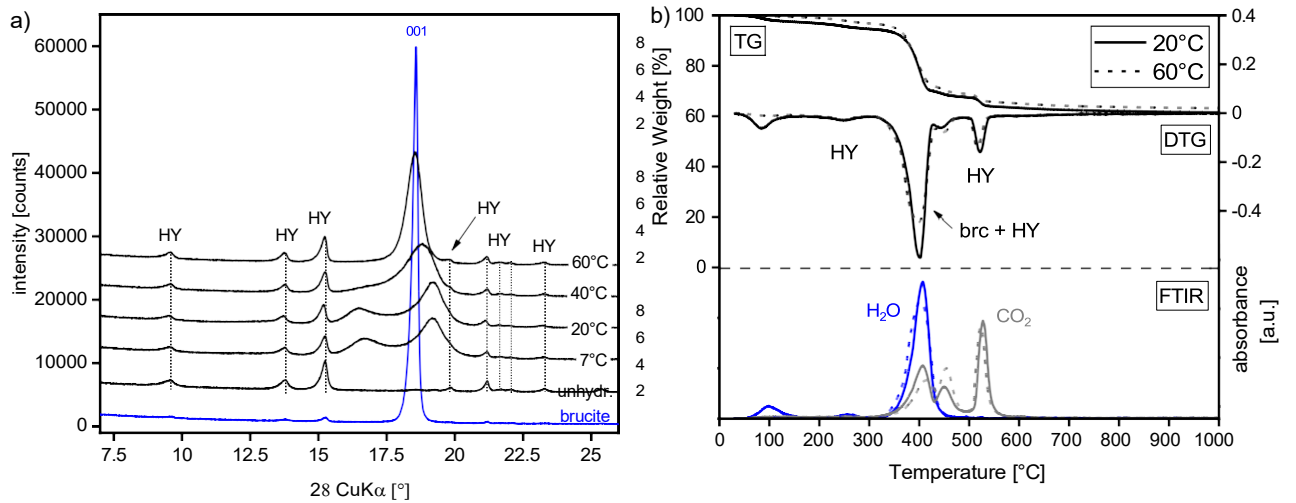 a)
001
60000
50000
40000
30000
20000
10000
0
intensity [counts]
7.5
10
12.5
15
17.5
20
22.5
25
2θ CuKα [°]
HY
HY
HY
HY
HY
HY
60°C
40°C
20°C
7°C
unhydr.
brucite
8
6
4
2
8
6
4
2
8
6
4
2
b)
100
80
60
40
20
0
Relative Weight [%]
TG
20°C
60°C
0.4
0.2
0
-0.2
-0.4
DTG
HY
HY
brc + HY
FTIR
H₂O
CO₂
absorbance
[a.u.]
0
100
200
300
400
500
600
700
800
900
1000
Temperature [°C]